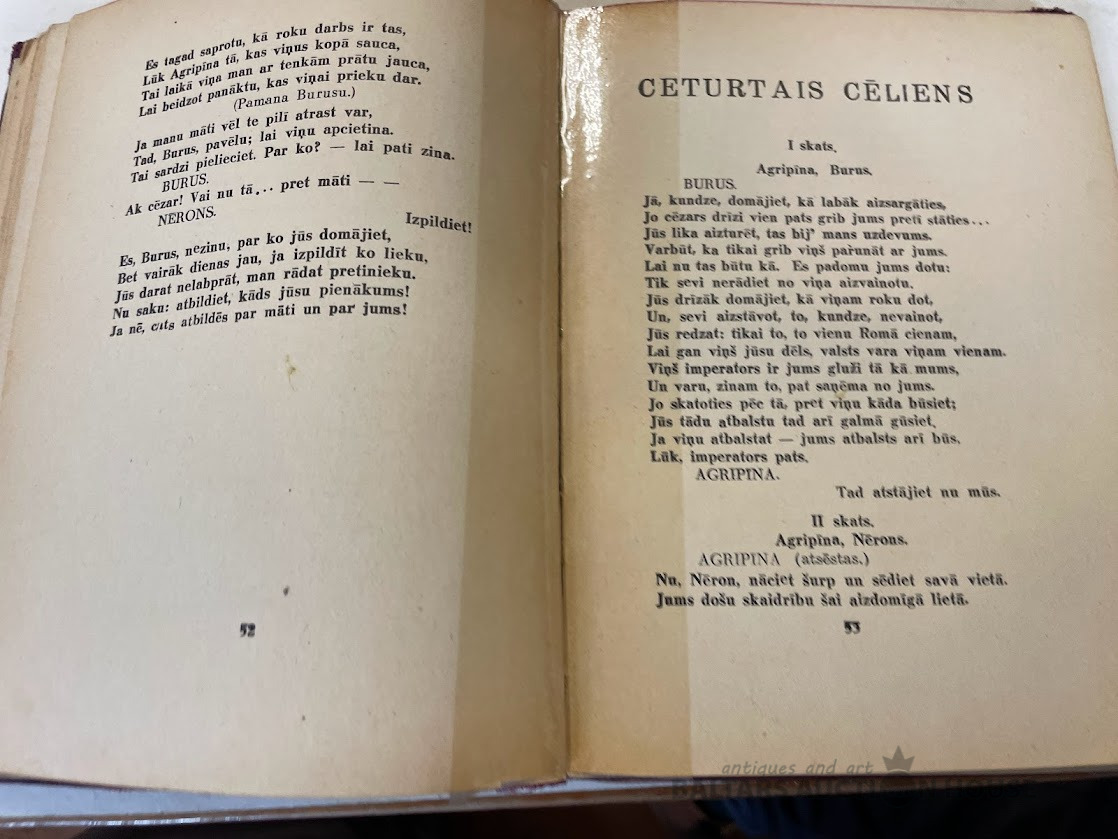 Es tagad saprotu, kā roku darbs ir tas,
Lūk Agripīna tā, kas viņus kopā sauca,
Tai laikā viņa man ar tenkām prātu jauca,
Lai beidzot panāktu, kas viņai prieku dar.
(Pamana Burusu.)
Ja manu māti vēl te pilī atrast var,
Tad, Burus, pavēlu; lai viņu apcietina.
Tai sardzi pielieciet. Par ko? — lai pati zina.
BURUS.
Ak cēzar! Vai nu tā... pret māti — —
NERONS.
Izpildiet!
Es, Burus, nezinu, par ko jūs domājiet,
Bet vairāk dienas jau, ja izpildīt ko lieku,
Jūs darat nelabprāt, man rādat pretinieku.
Nu saku: atbildiet, kāds jūsu pienākums!
Ja nē, cits atbildēs par māti un par jums!
52
CETURTAIS CĒLIENS
I skats.
Agripīna, Burus.
BURUS.
Jā, kundze, domājiet, kā labāk aizsargāties,
Jo cēzars drīzi vien pats grib jums pretī stāties...
Jūs lika aizturēt, tas bij' mans uzdevums.
Varbūt, ka tikai grib viņš parunāt ar jums.
Lai nu tas būtu kā. Es padomu jums dotu:
Tik sevi nerādiet no viņa aizvainotu.
Jūs drīzāk domājiet, kā viņam roku dot,
Un, sevi aizstāvot, to, kundze, nevainot,
Jūs redzat: tikai to, to vienu Romā cienam,
Lai gan viņš jūsu dēls, valsts vara viņam vienam.
Viņš imperators ir jums gluži tā kā mums,
Un varu, zinam to, pat saņēma no jums.
Jo skatoties pēc tā, pret viņu kāda būsiet;
Jūs tādu atbalstu tad arī galmā gūsiet,
Ja viņu atbalstat — jums atbalsts arī būs.
Lūk, imperators pats.
AGRIPĪNA.
Tad atstājiet nu mūs.
II skats.
Agripīna, Nērons.
AGRIPĪNA (atsēstas.)
Nu, Nēron, nāciet šurp un sēdiet savā vietā.
Jums došu skaidrību šai aizdomīgā lietā.
53
antiques and art